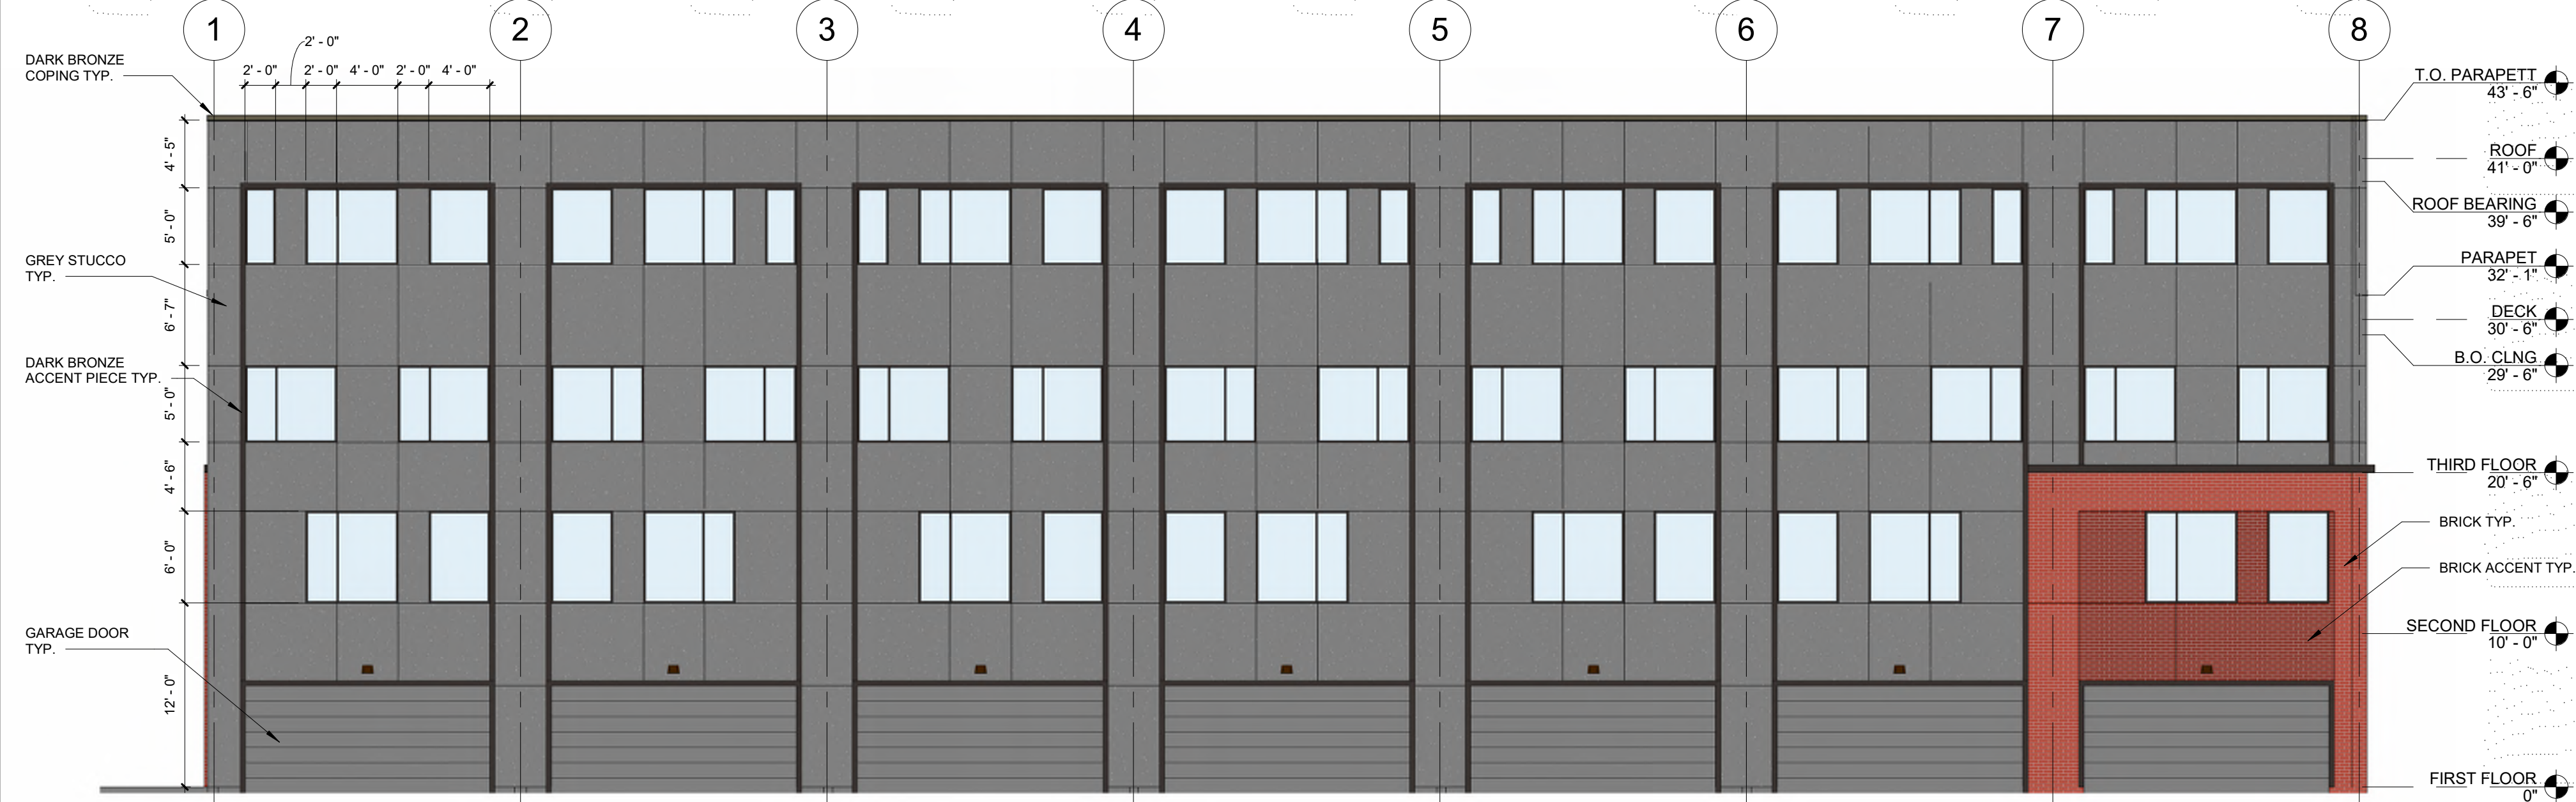 1 2 3 4 5 6 7 8
2' - 0"
2' - 0" 2' - 0" 4' - 0" 2' - 0" 4' - 0"
DARK BRONZE
COPING TYP.
GREY STUCCO
TYP.
DARK BRONZE
ACCENT PIECE TYP.
GARAGE DOOR
TYP.
4' - 5"
5' - 0"
6' - 7"
5' - 0"
4' - 6"
6' - 0"
12' - 0"
T.O. PARAPETT
43' - 6"
ROOF
41' - 0"
ROOF BEARING
39' - 6"
PARAPET
32' - 1"
DECK
30' - 6"
B.O. CLNG
29' - 6"
THIRD FLOOR
20' - 6"
BRICK TYP.
BRICK ACCENT TYP.
SECOND FLOOR
10' - 0"
FIRST FLOOR
0"